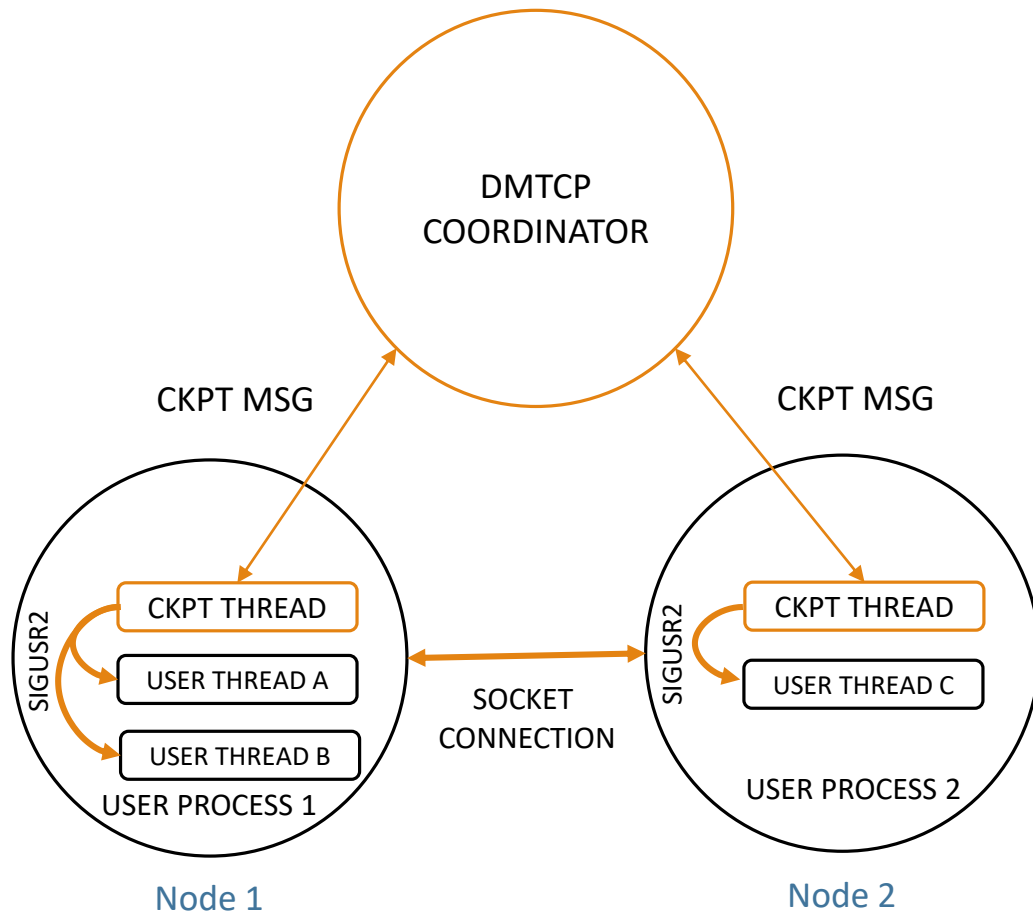 DMTCP
COORDINATOR
CKPT MSG
CKPT MSG
CKPT THREAD
SIGUSR2
USER THREAD A
USER THREAD B
USER PROCESS 1
SOCKET
CONNECTION
CKPT THREAD
SIGUSR2
USER THREAD C
USER PROCESS 2
Node 1
Node 2